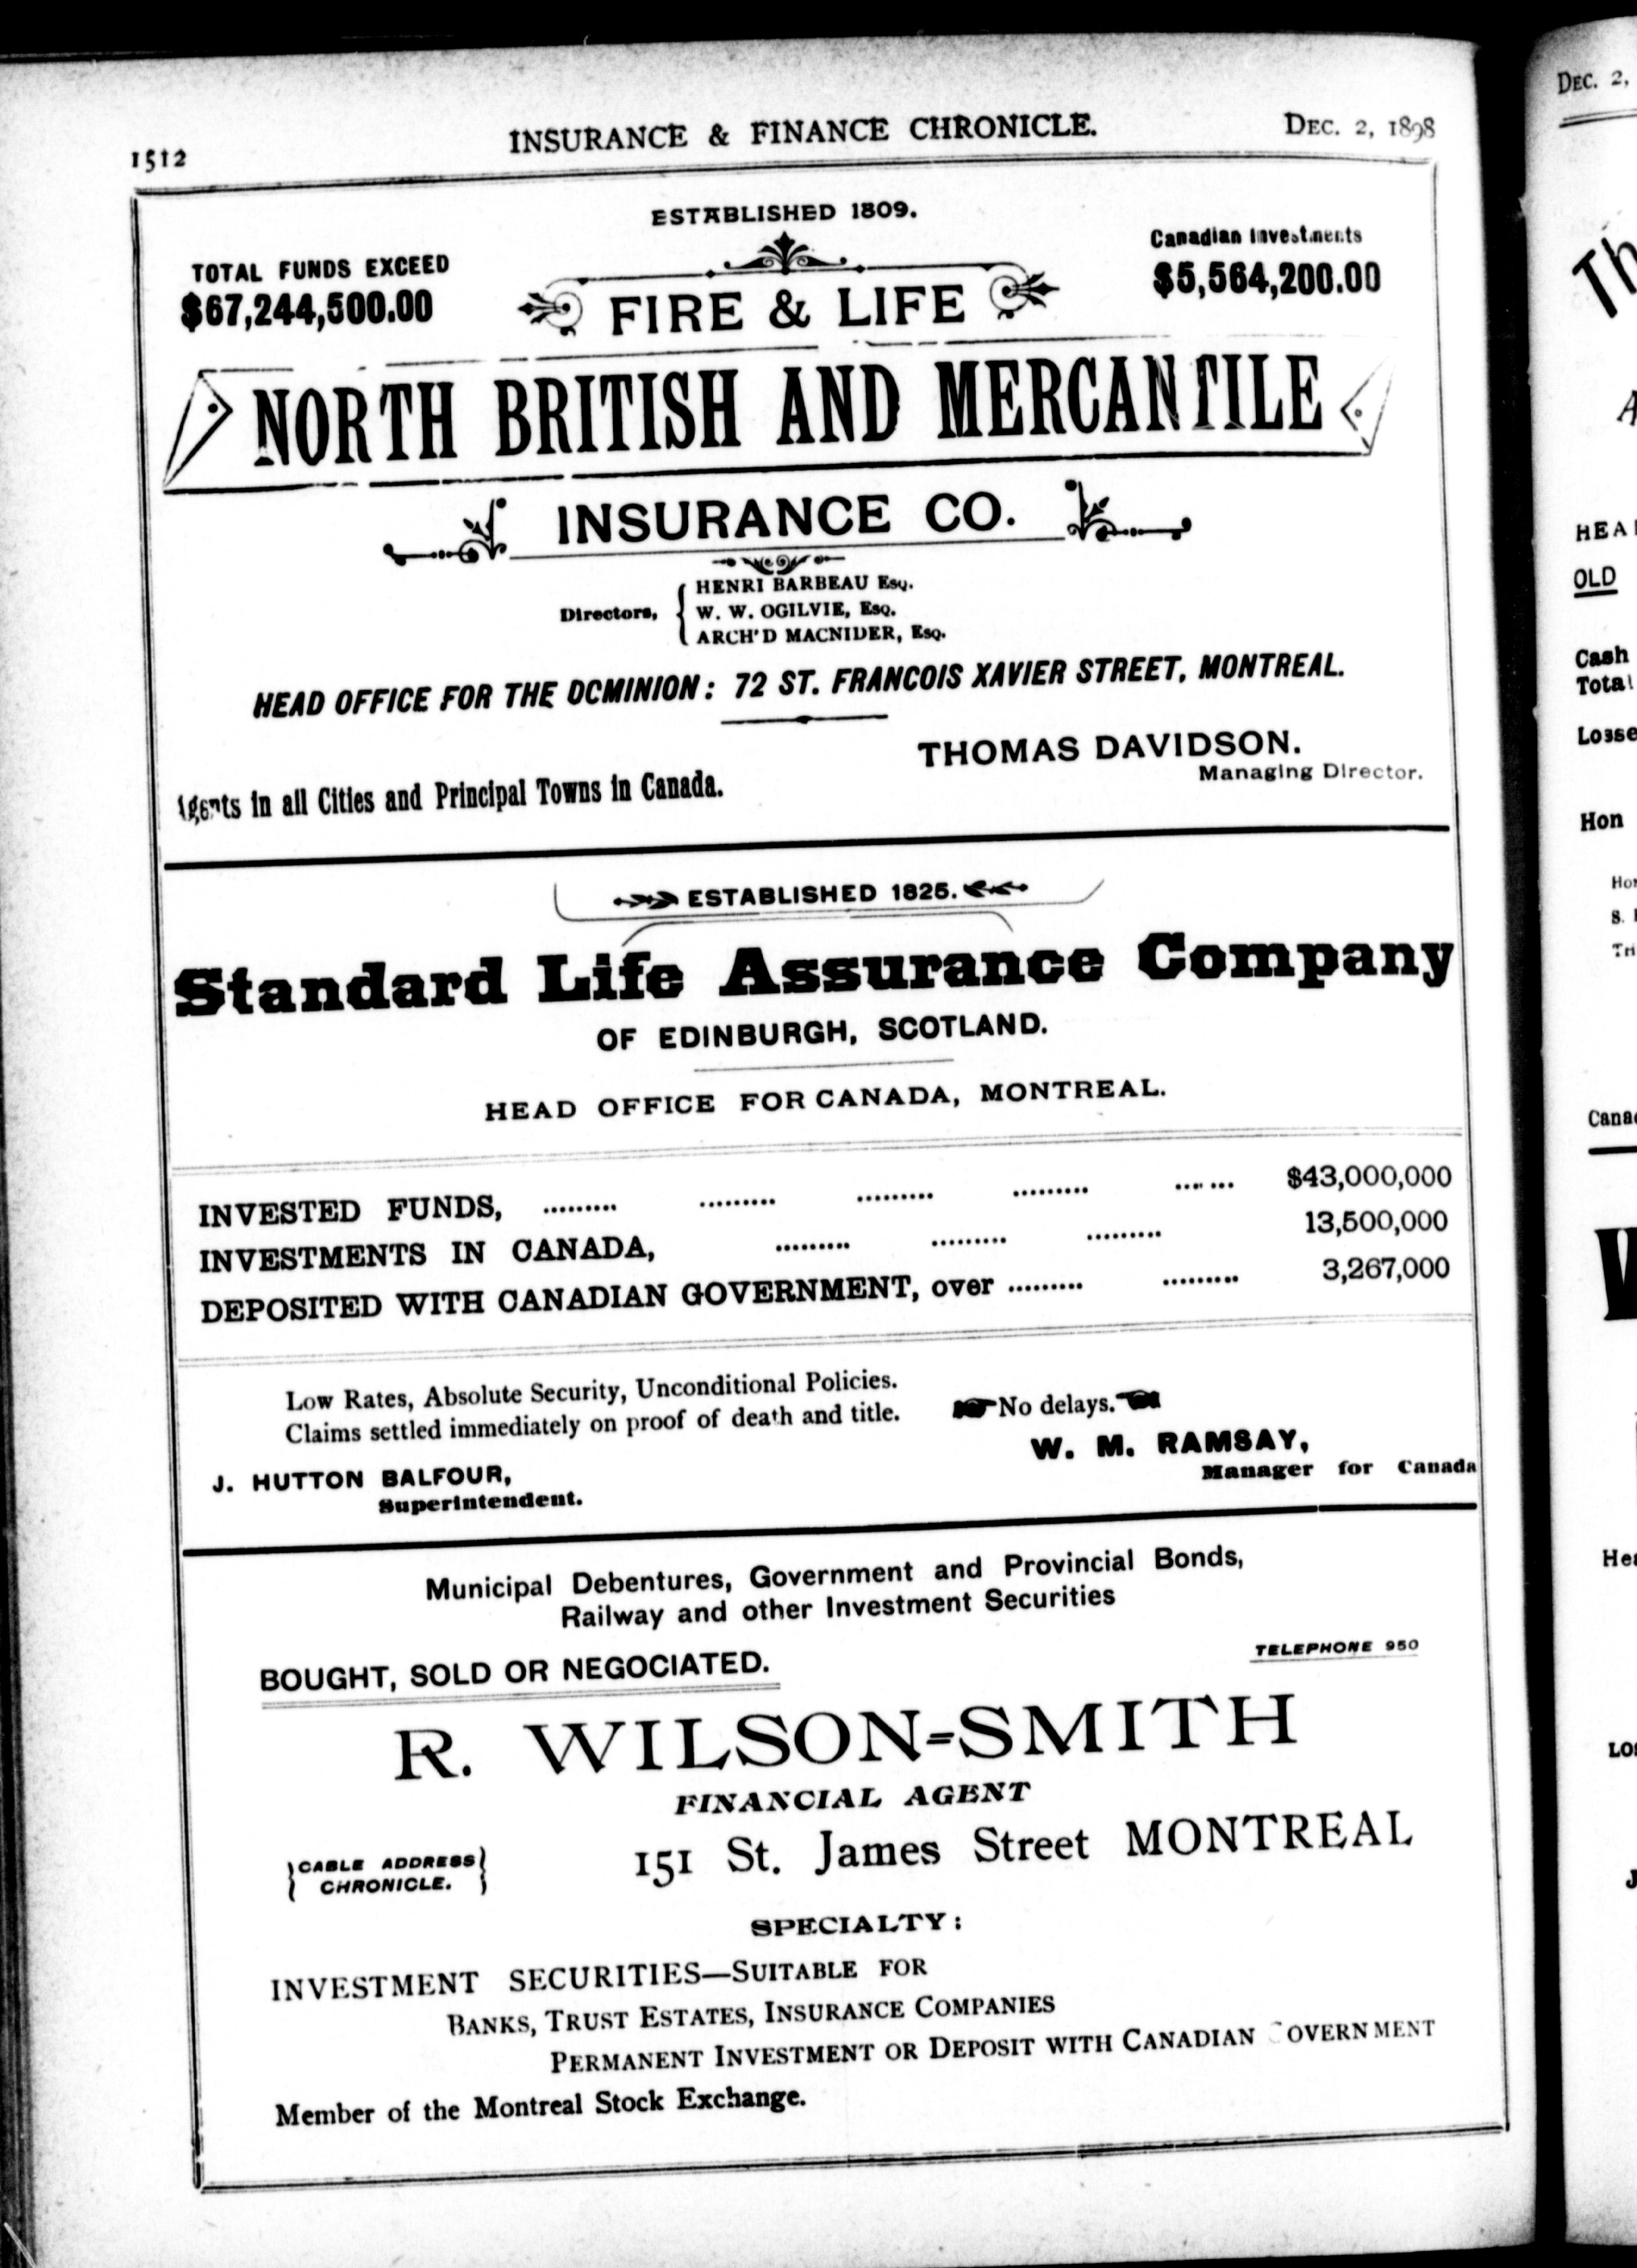 1512
INSURANCE & FINANCE CHRONICLE.
DEC. 2, 1898
ESTABLISHED 1809.
TOTAL FUNDS EXCEED
$67,244,500.00
FIRE & LIFE
Canadian Investments
$5,564,200.00
NORTH BRITISH AND MERCANTILE
INSURANCE CO.
Directors,
HENRI BARBEAU Esq.
W. W. OGILVIE, Esq.
ARCH'D MACNIDER, Esq.
HEAD OFFICE FOR THE DOMINION: 72 ST. FRANCOIS XAVIER STREET, MONTREAL.
THOMAS DAVIDSON.
Managing Director.
Agents in all Cities and Principal Towns in Canada.
ESTABLISHED 1825.
Standard Life Assurance Company
OF EDINBURGH, SCOTLAND.
HEAD OFFICE FOR CANADA, MONTREAL.
INVESTED FUNDS, ......... ......... ......... ......... ....... $43,000,000
INVESTMENTS IN CANADA, ......... ......... ......... 13,500,000
DEPOSITED WITH CANADIAN GOVERNMENT, over ......... ......... 3,267,000
Low Rates, Absolute Security, Unconditional Policies.
Claims settled immediately on proof of death and title. No delays.
W. M. RAMSAY,
Manager for Canada
J. HUTTON BALFOUR,
Superintendent.
Municipal Debentures, Government and Provincial Bonds,
Railway and other Investment Securities
BOUGHT, SOLD OR NEGOCIATED.
TELEPHONE 950
R. WILSON-SMITH
FINANCIAL AGENT
CABLE ADDRESS
CHRONICLE.
151 St. James Street MONTREAL
SPECIALTY:
INVESTMENT SECURITIES—SUITABLE FOR
BANKS, TRUST ESTATES, INSURANCE COMPANIES
PERMANENT INVESTMENT OR DEPOSIT WITH CANADIAN GOVERNMENT
Member of the Montreal Stock Exchange.
DEC. 2,
OLD
Cash
Total
Hon